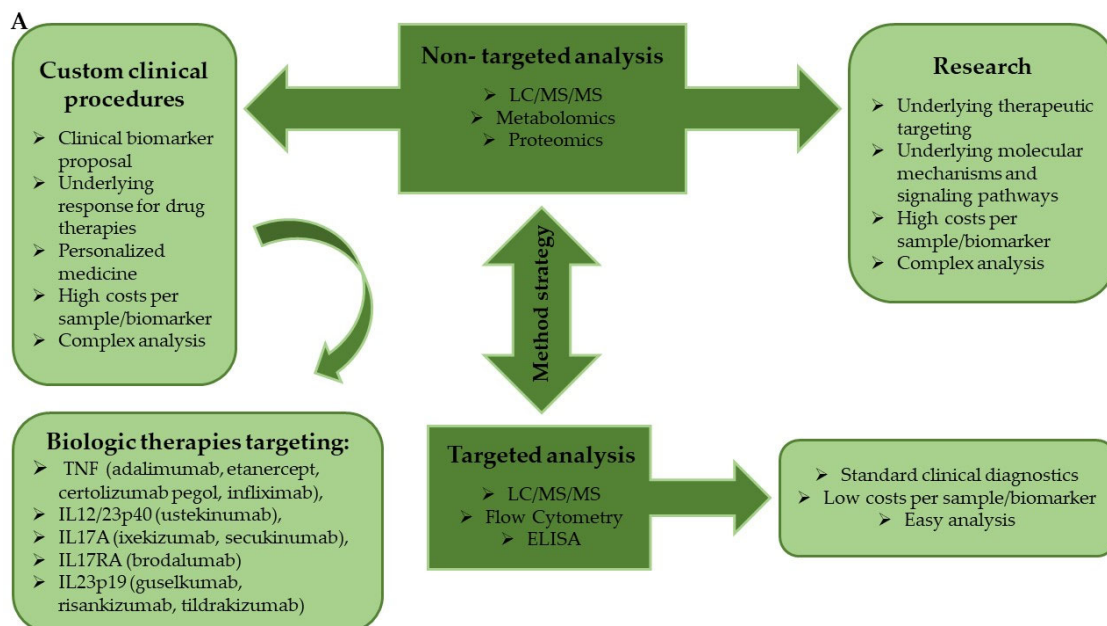 A
Custom clinical
procedures
➢ Clinical biomarker
proposal
➢ Underlying
response for drug
therapies
➢ Personalized
medicine
➢ High costs per
sample/biomarker
➢ Complex analysis
Non- targeted analysis
➢ LC/MS/MS
➢ Metabolomics
➢ Proteomics
Research
➢ Underlying therapeutic
targeting
➢ Underlying molecular
mechanisms and
signaling pathways
➢ High costs per
sample/biomarker
➢ Complex analysis
Method strategy
Biologic therapies targeting:
➢ TNF (adalimumab, etanercept,
certolizumab pegol, infliximab),
➢ IL12/23p40 (ustekinumab),
➢ IL17A (ixekizumab, secukinumab),
➢ IL17RA (brodalumab)
➢ IL23p19 (guselkumab,
risankizumab, tildrakizumab)
Targeted analysis
➢ LC/MS/MS
➢ Flow Cytometry
➢ ELISA
➢ Standard clinical diagnostics
➢ Low costs per sample/biomarker
➢ Easy analysis